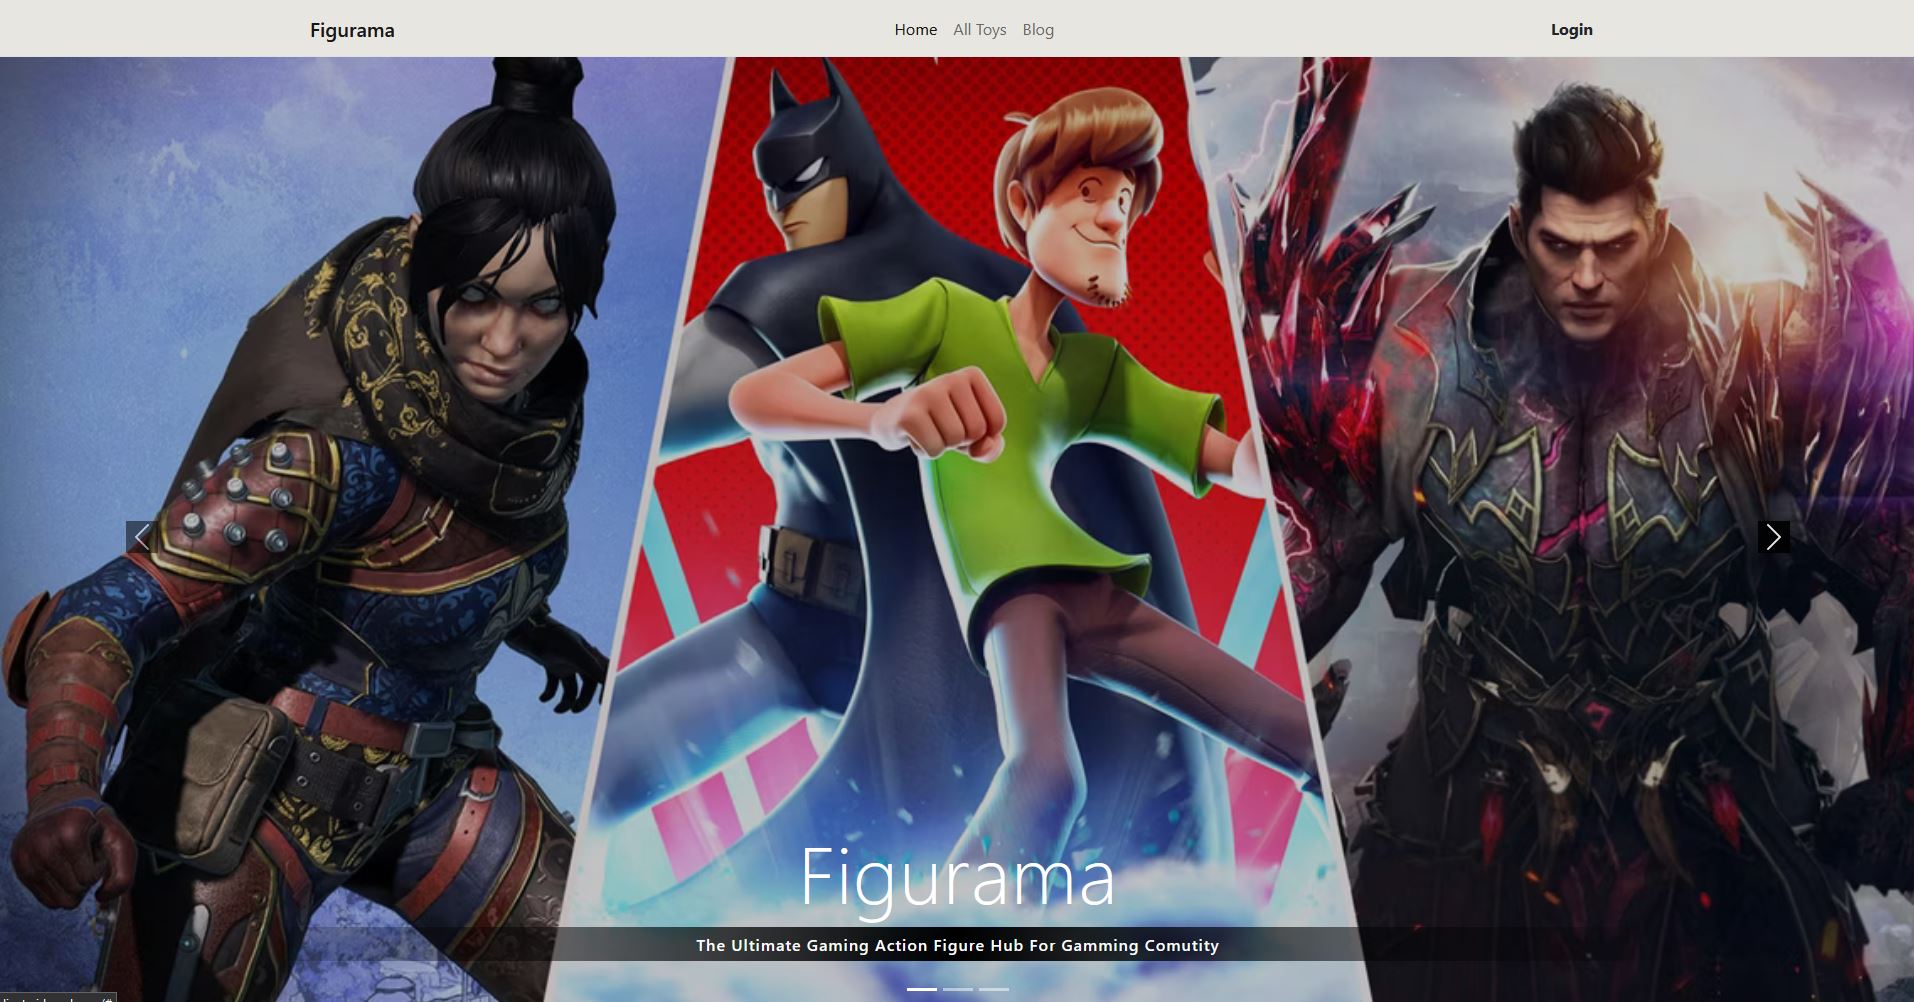 Figurama
Home All Toys Blog
Login
Figurama
The Ultimate Gaming Action Figure Hub For Gamming Comutity